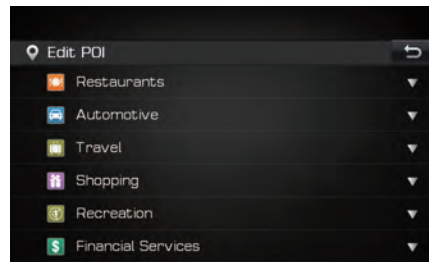 Edit POI
Restaurants
Automotive
Travel
Shopping
Recreation
Financial Services